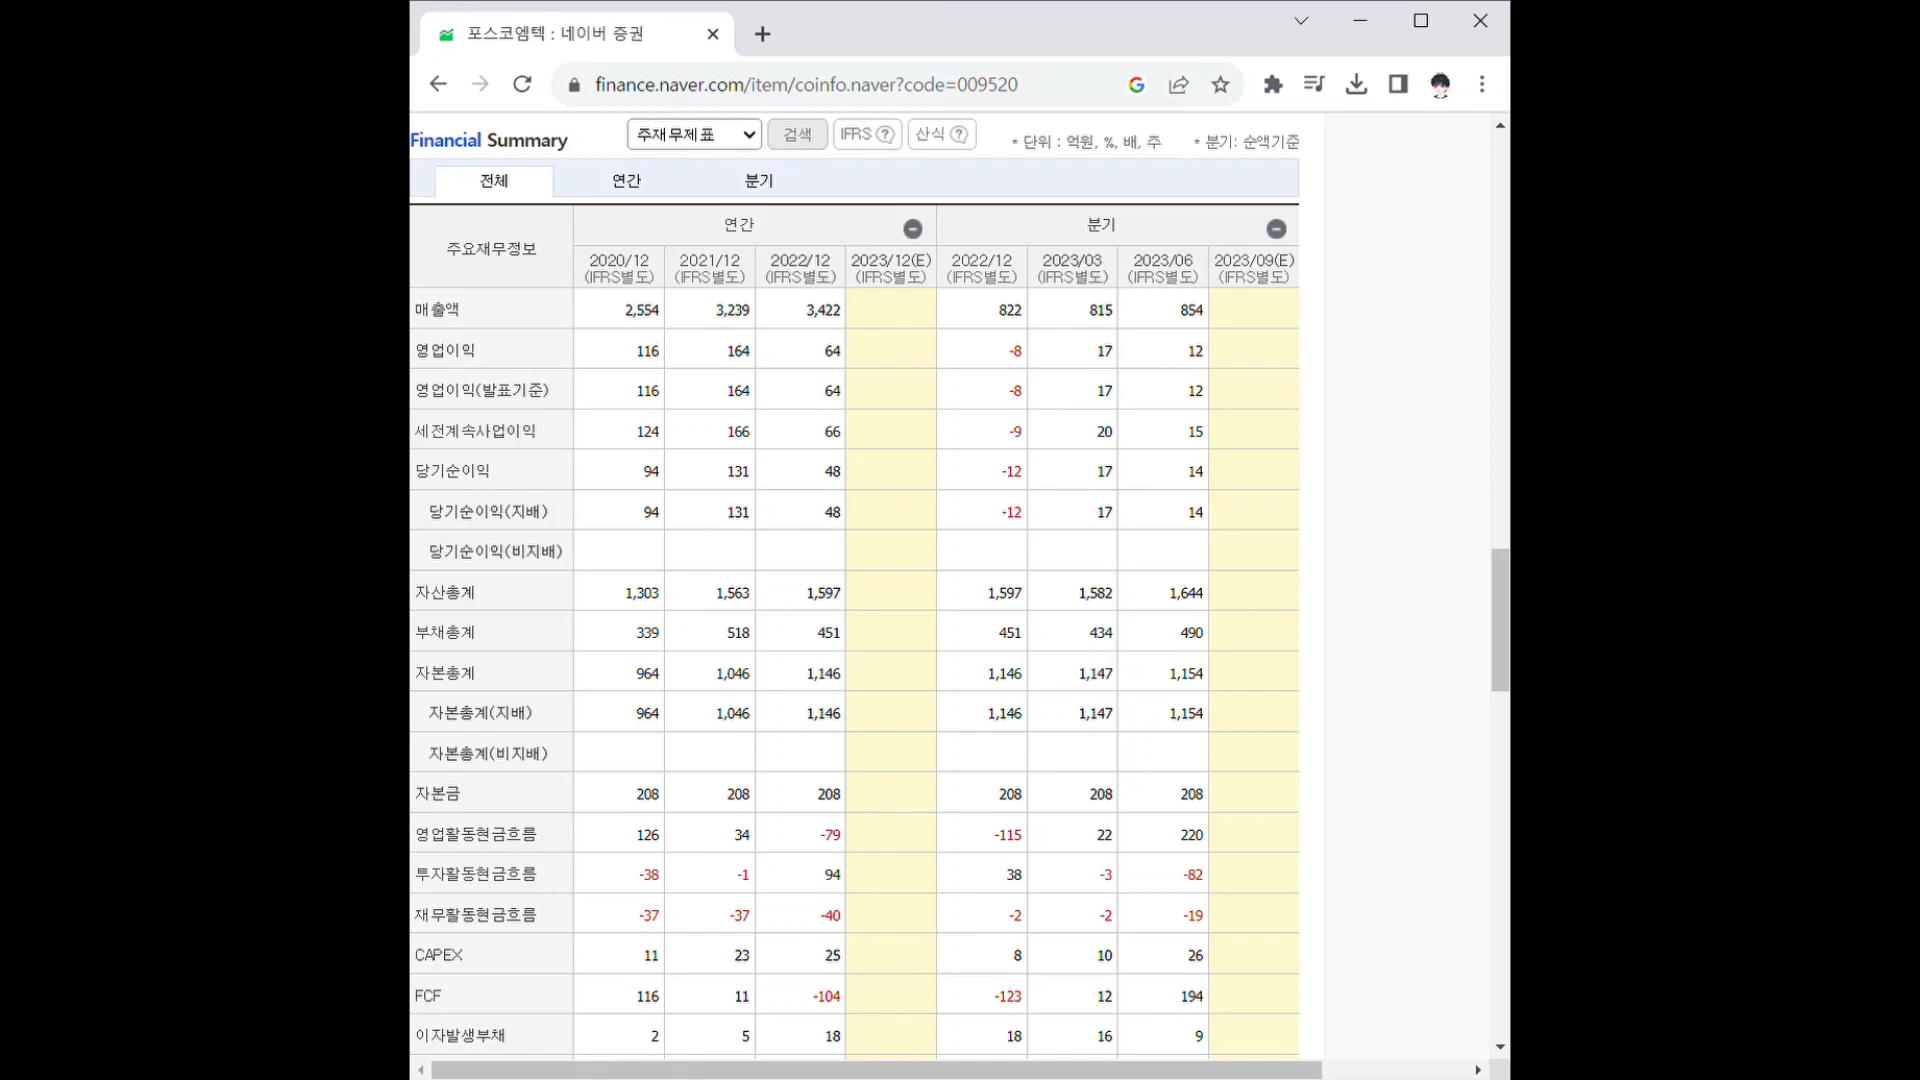 포스코엠텍 : 네이버 증권
finance.naver.com/item/coinfo.naver?code=009520
Financial Summary 주재무제표 검색 IFRS ? 산식 ? * 단위 : 억원, %, 배, 주 * 분기: 순액기준
전체 연간 분기
주요재무정보 연간 분기
2020/12 2021/12 2022/12 2023/12(E) 2022/12 2023/03 2023/06 2023/09(E)
(IFRS별도) (IFRS별도) (IFRS별도) (IFRS별도) (IFRS별도) (IFRS별도) (IFRS별도) (IFRS별도)
매출액 2,554 3,239 3,422 822 815 854
영업이익 116 164 64 -8 17 12
영업이익(발표기준) 116 164 64 -8 17 12
세전계속사업이익 124 166 66 -9 20 15
당기순이익 94 131 48 -12 17 14
당기순이익(지배) 94 131 48 -12 17 14
당기순이익(비지배)
자산총계 1,303 1,563 1,597 1,597 1,582 1,644
부채총계 339 518 451 451 434 490
자본총계 964 1,046 1,146 1,146 1,147 1,154
자본총계(지배) 964 1,046 1,146 1,146 1,147 1,154
자본총계(비지배)
자본금 208 208 208 208 208 208
영업활동현금흐름 126 34 -79 -115 22 220
투자활동현금흐름 -38 -1 94 38 -3 -82
재무활동현금흐름 -37 -37 -40 -2 -2 -19
CAPEX 11 23 25 8 10 26
FCF 116 11 -104 -123 12 194
이자발생부채 2 5 18 18 16 9